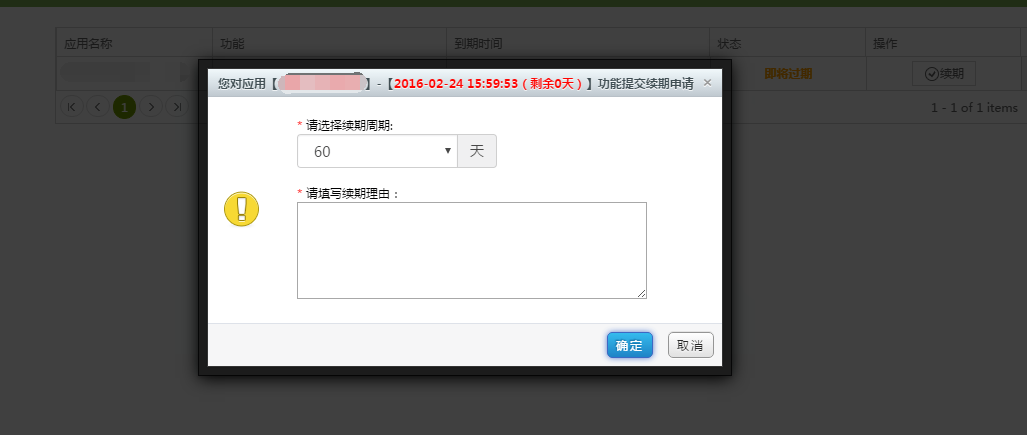 应用名称 功能 到期时间 状态 操作
即将过期 续期
1 1 - 1 of 1 items
您对应用【 】-【2016-02-24 15:59:53（剩余0天）】功能提交续期申请 ×
* 请选择续期周期:
60 天
* 请填写续期理由：
确定 取消